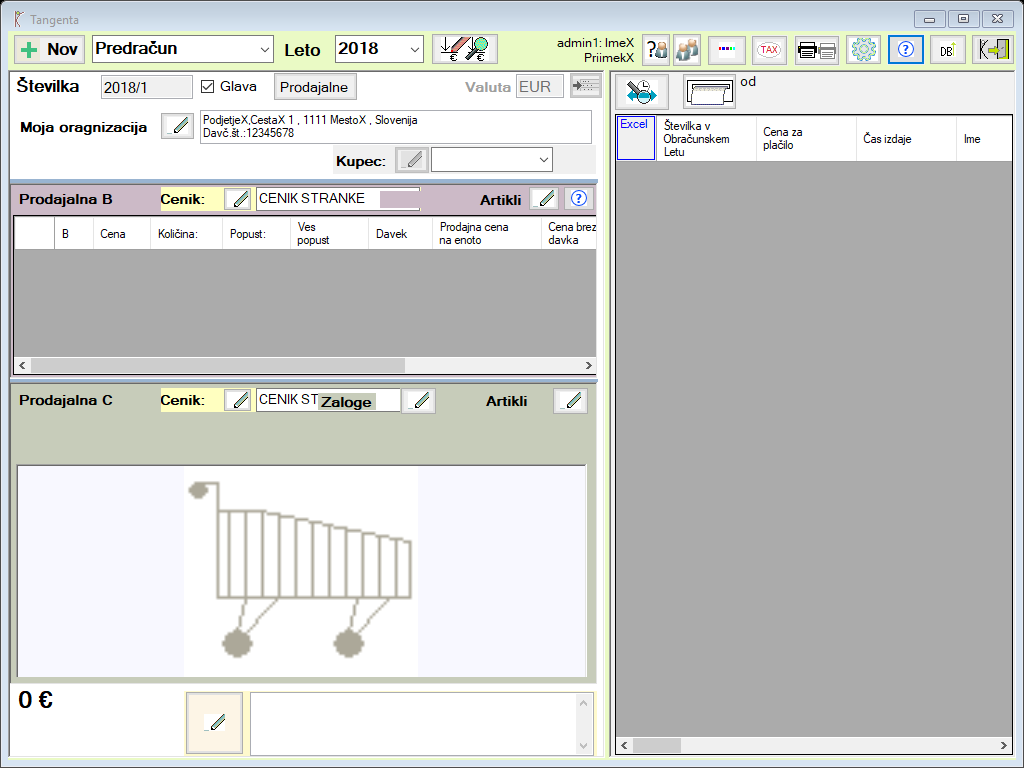 Tangenta
Nov
Predračun
Leto
2018
admin1: ImeX
PriimekX
?
TAX
?
DB
Številka
2018/1
Glava
Prodajalne
Valuta
EUR
Moja oragnizacija
PodjetjeX,CestaX 1 , 1111 MestoX , Slovenija
Davč.št.:12345678
Kupec:
Prodajalna B
Cenik:
CENIK STRANKE
Artikli
?
B
Cena
Količina:
Popust:
Ves
popust
Davek
Prodajna cena
na enoto
Cena brez
davka
Prodajalna C
Cenik:
CENIK ST
Zaloge
Artikli
0 €
od
Excel
Številka v
Obračunskem
Letu
Cena za
plačilo
Čas izdaje
Ime